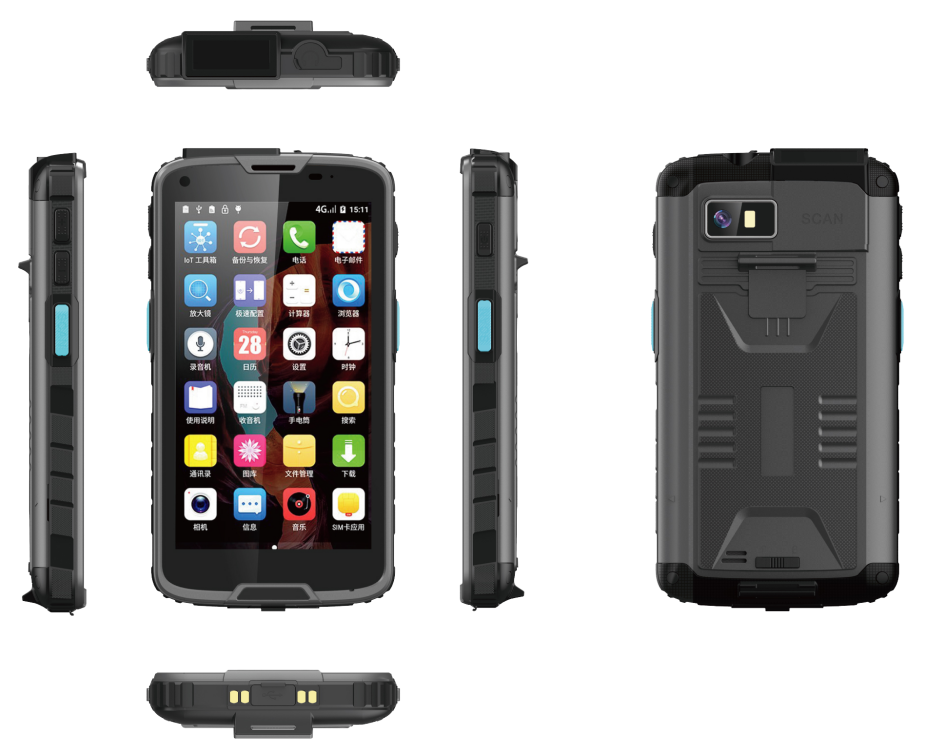 4G 15:11
IoT 工具箱 备份与恢复 电话 电子邮件
放大镜 极速配置 计算器 浏览器
Thursday
28
录音机 日历 设置 时钟
使用说明 收音机 手电筒 搜索
通讯录 图库 文件管理 下载
相机 信息 音乐 SIM卡应用
SCAN